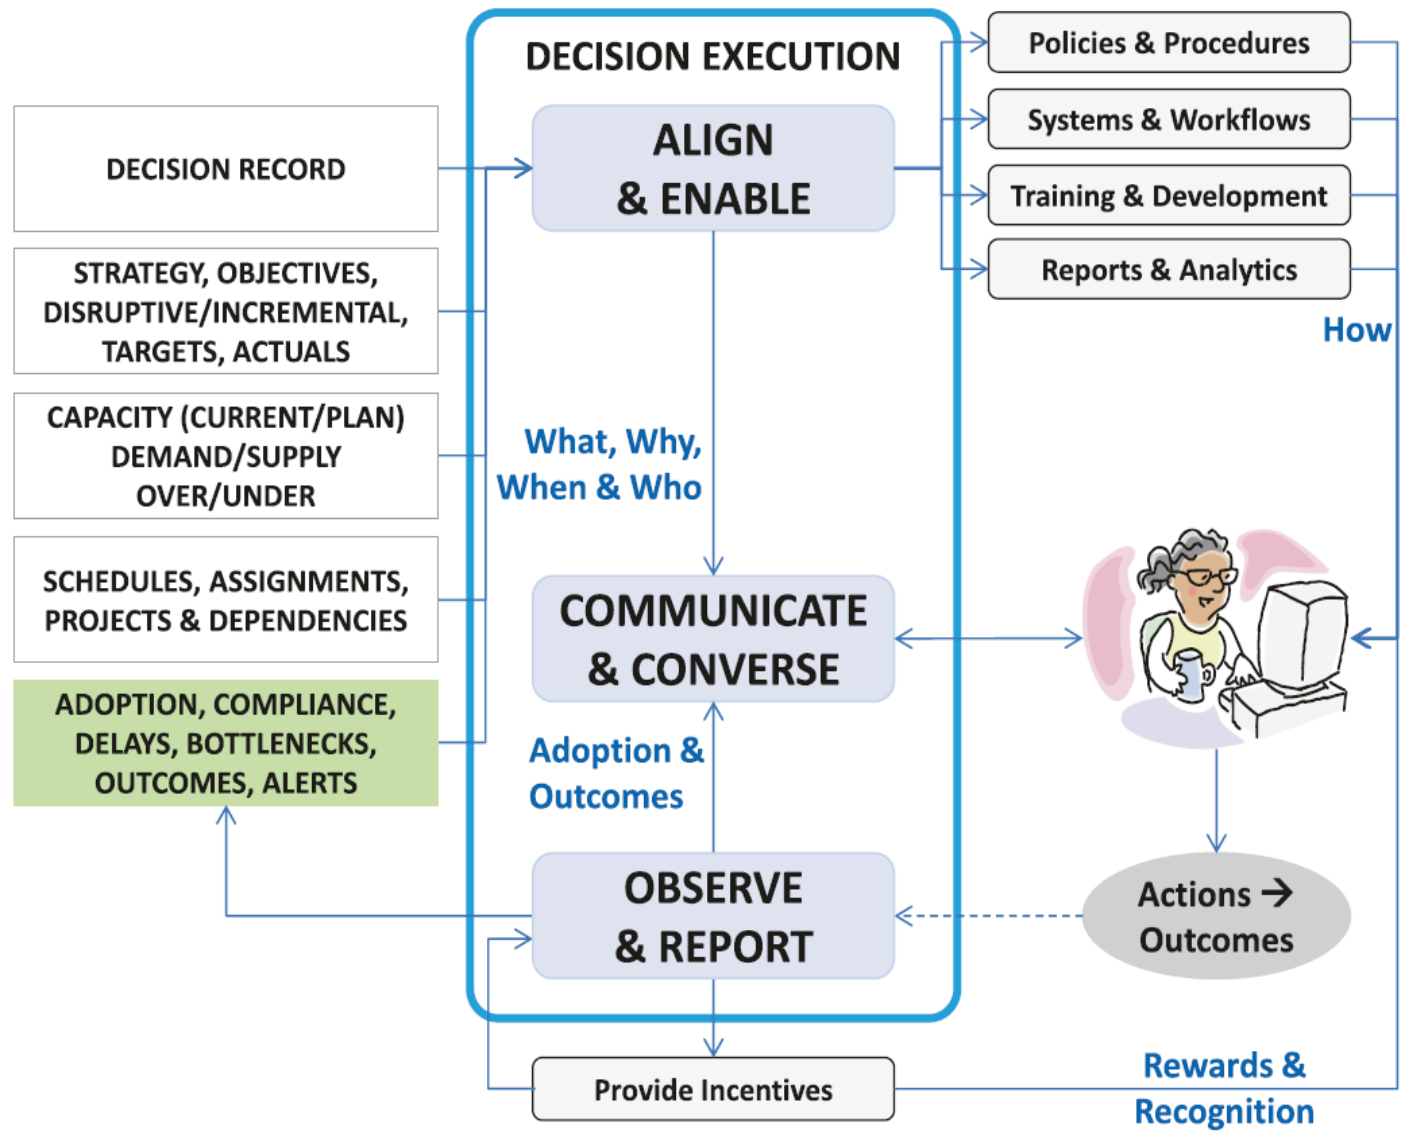 DECISION EXECUTION
DECISION RECORD
STRATEGY, OBJECTIVES,
DISRUPTIVE/INCREMENTAL,
TARGETS, ACTUALS
CAPACITY (CURRENT/PLAN)
DEMAND/SUPPLY
OVER/UNDER
SCHEDULES, ASSIGNMENTS,
PROJECTS & DEPENDENCIES
ADOPTION, COMPLIANCE,
DELAYS, BOTTLENECKS,
OUTCOMES, ALERTS
ALIGN
& ENABLE
What, Why,
When & Who
COMMUNICATE
& CONVERSE
Adoption &
Outcomes
OBSERVE
& REPORT
Provide Incentives
Policies & Procedures
Systems & Workflows
Training & Development
Reports & Analytics
How
Actions →
Outcomes
Rewards &
Recognition